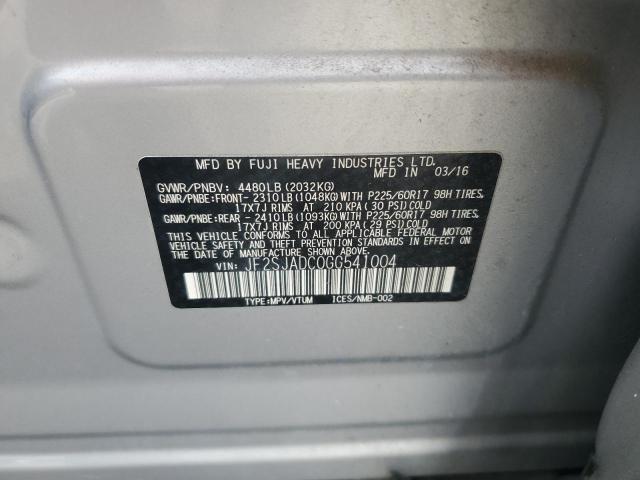 MFD BY FUJI HEAVY INDUSTRIES LTD.
MFD IN 03/16
GVWR/PNBV: 4480LB (2032KG)
GAWR/PNBE:FRONT- 2310LB (1048KG)WITH P225/60R17 98H TIRES,
17X7J RIMS AT 210 KPA (30 PSI)COLD
GAWR/PNBE:REAR -2410LB (1093KG)WITH P225/60R17 98H TIRES,
17X7J RIMS AT 200 KPA (29 PSI)COLD
THIS VEHICLE CONFORMS TO ALL APPLICABLE FEDERAL MOTOR
VEHICLE SAFETY STANDARDS IN EFFECT ON THE DATE OF
MANUFACTURE SHOWN ABOVE.
VIN: JF2SJADC0GG541004
TYPE:MPV/VTUM ICES/NMB-002